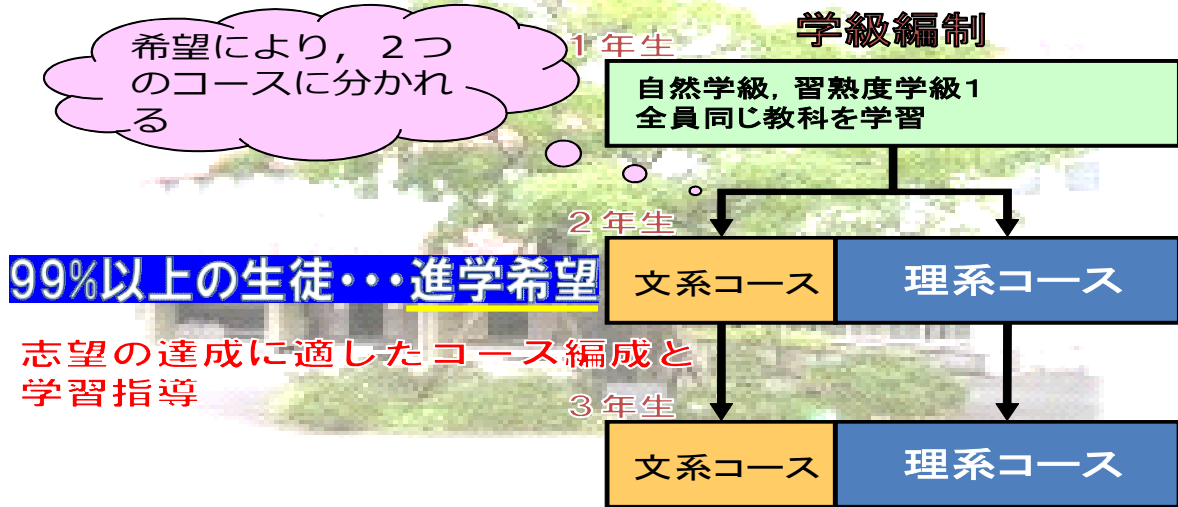 学級編制
希望により，２つ
のコースに分かれ
る
１年生
自然学級，習熟度学級１
全員同じ教科を学習
２年生
文系コース
理系コース
99%以上の生徒・・・進学希望
志望の達成に適したコース編成と
学習指導
３年生
文系コース
理系コース